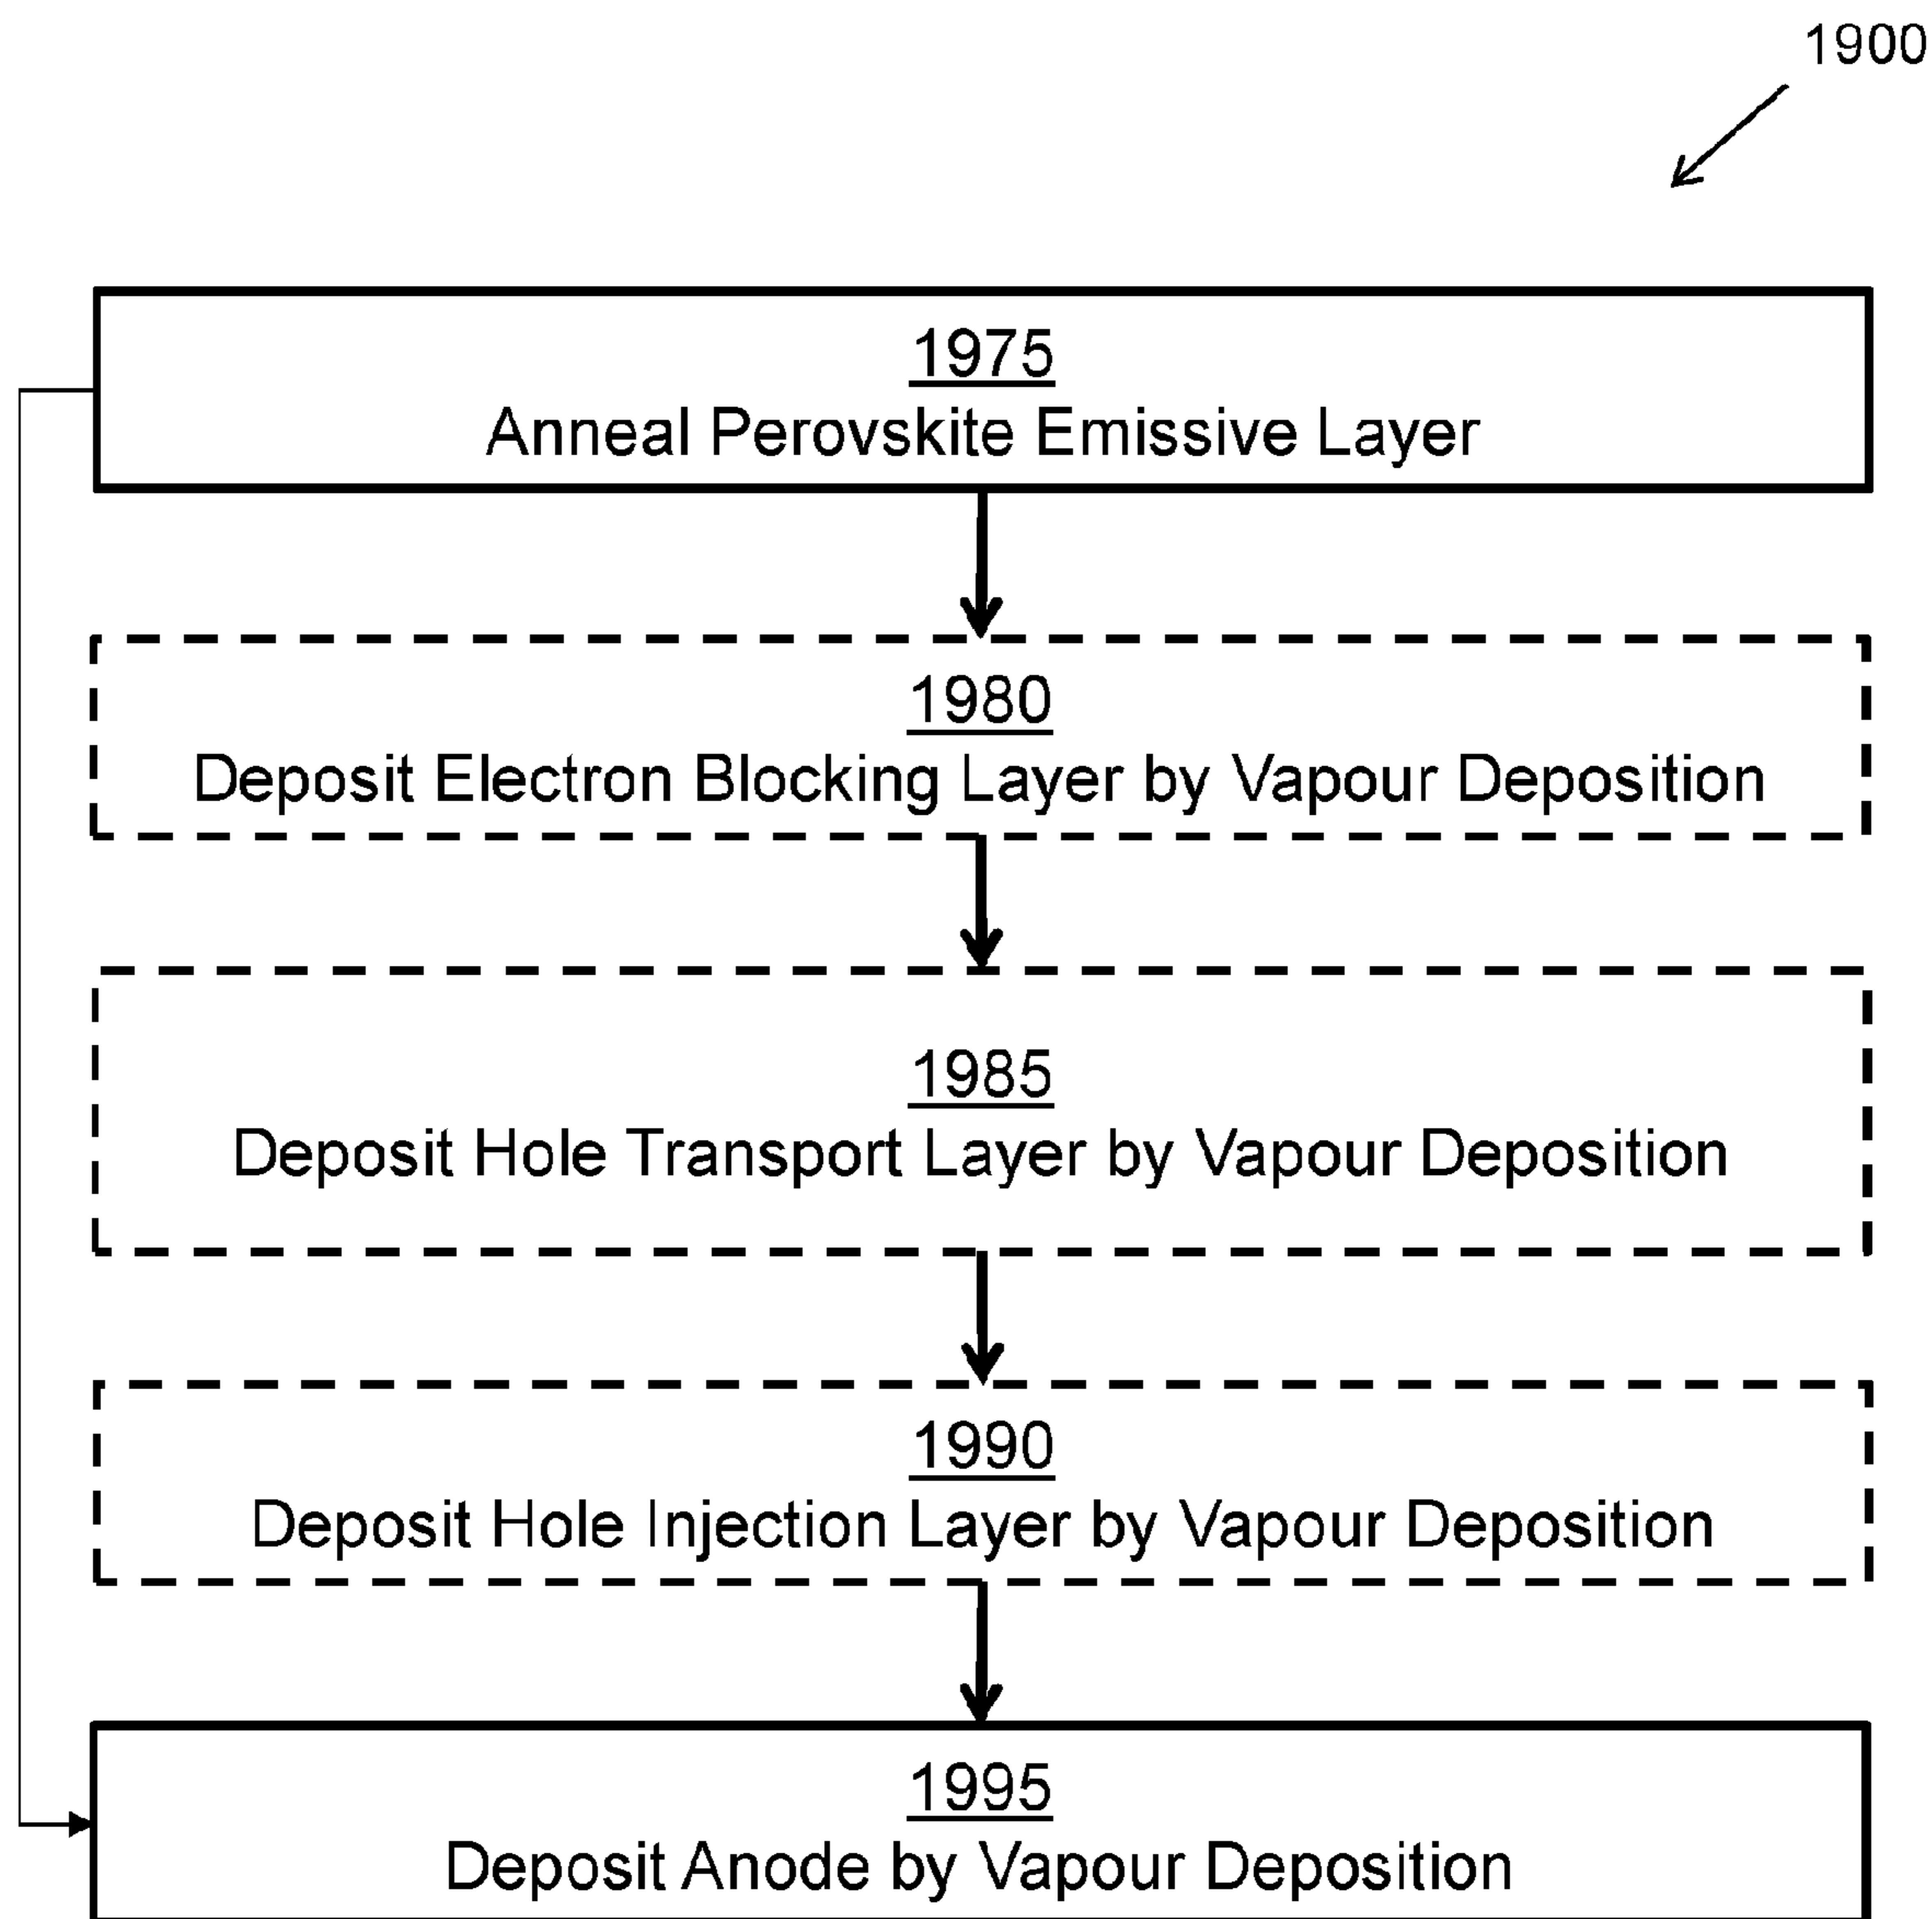 1900
1975
Anneal Perovskite Emissive Layer
1980
Deposit Electron Blocking Layer by Vapour Deposition
1985
Deposit Hole Transport Layer by Vapour Deposition
1990
Deposit Hole Injection Layer by Vapour Deposition
1995
Deposit Anode by Vapour Deposition